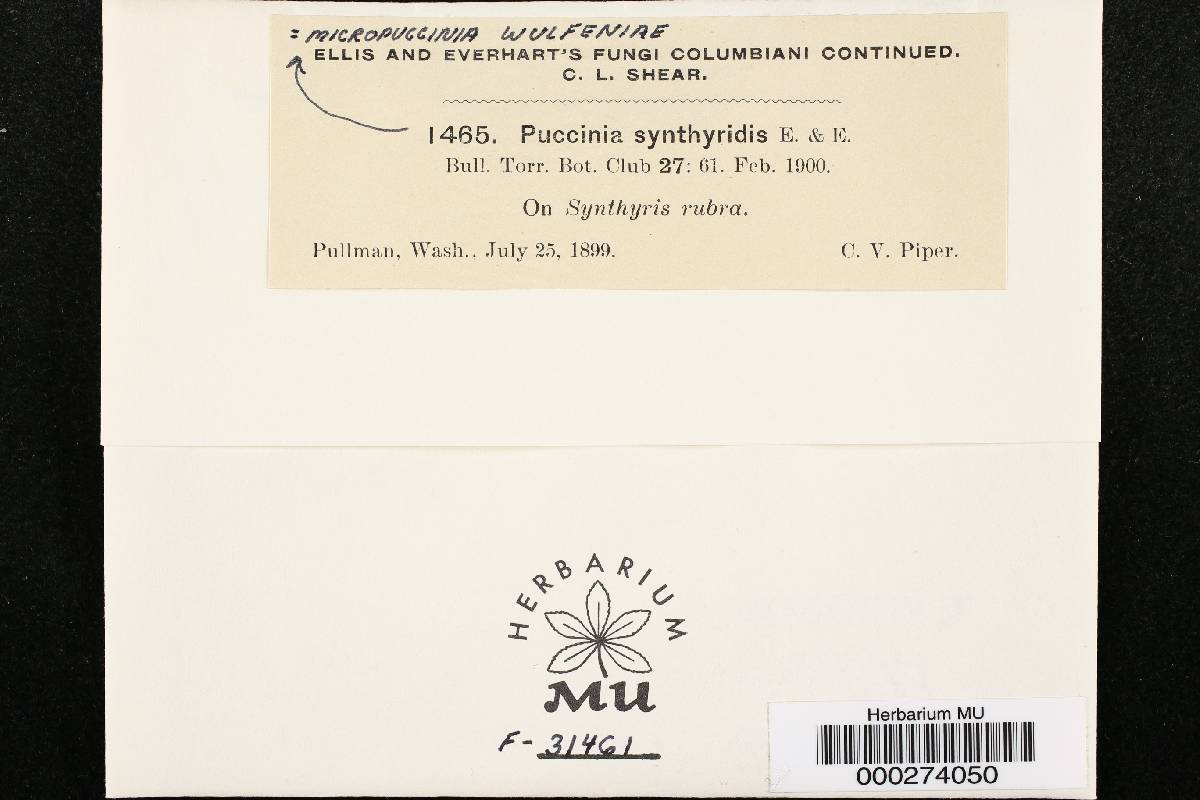 = MICROPUCCINIA WULFENIAE
ELLIS AND EVERHART'S FUNGI COLUMBIANI CONTINUED.
C. L. SHEAR.
1465. Puccinia synthyridis E. & E.
Bull. Torr. Bot. Club 27: 61. Feb. 1900.
On Synthyris rubra.
Pullman, Wash., July 25, 1899. C. V. Piper.
HERBARIUM
MU
F-31461
Herbarium MU
000274050